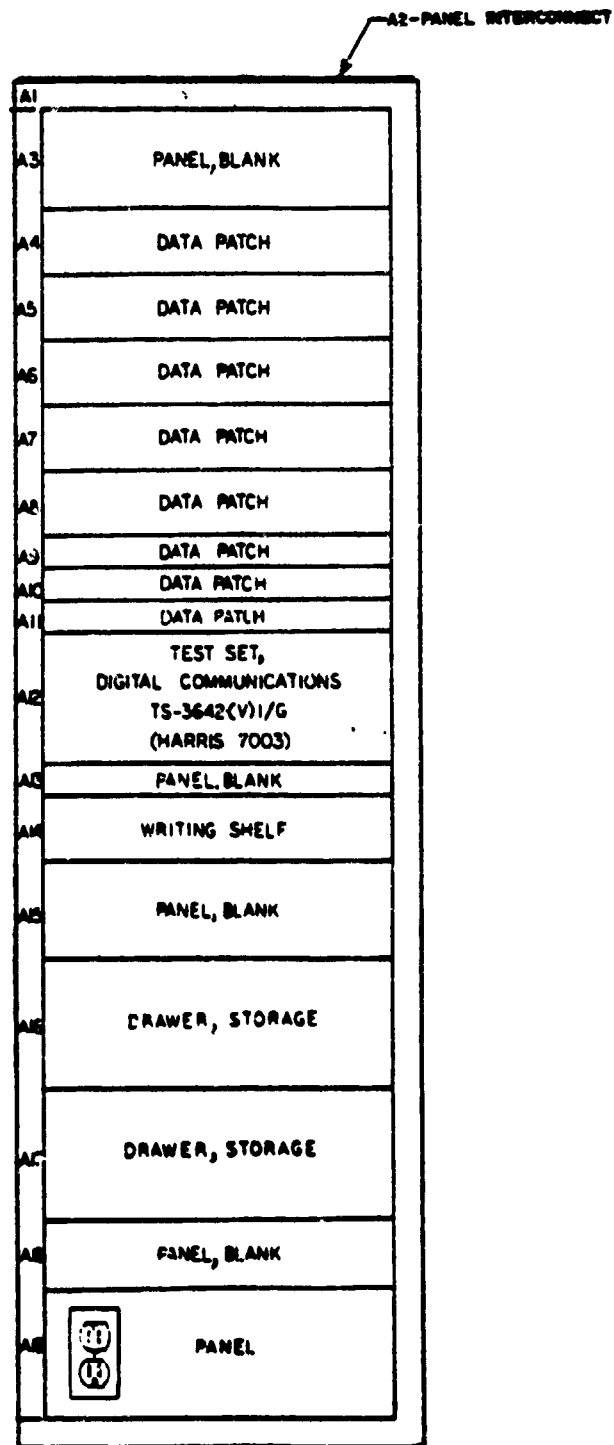 A2-PANEL INTERCONNECT
A1
A3 PANEL, BLANK
A4 DATA PATCH
A5 DATA PATCH
A6 DATA PATCH
A7 DATA PATCH
A8 DATA PATCH
A9 DATA PATCH
A10 DATA PATCH
A11 DATA PATCH
TEST SET,
DIGITAL COMMUNICATIONS
A12 TS-3642(V)1/G
(HARRIS 7003)
A13 PANEL, BLANK
A14 WRITING SHELF
A15 PANEL, BLANK
A16 DRAWER, STORAGE
A17 DRAWER, STORAGE
A18 PANEL, BLANK
PANEL